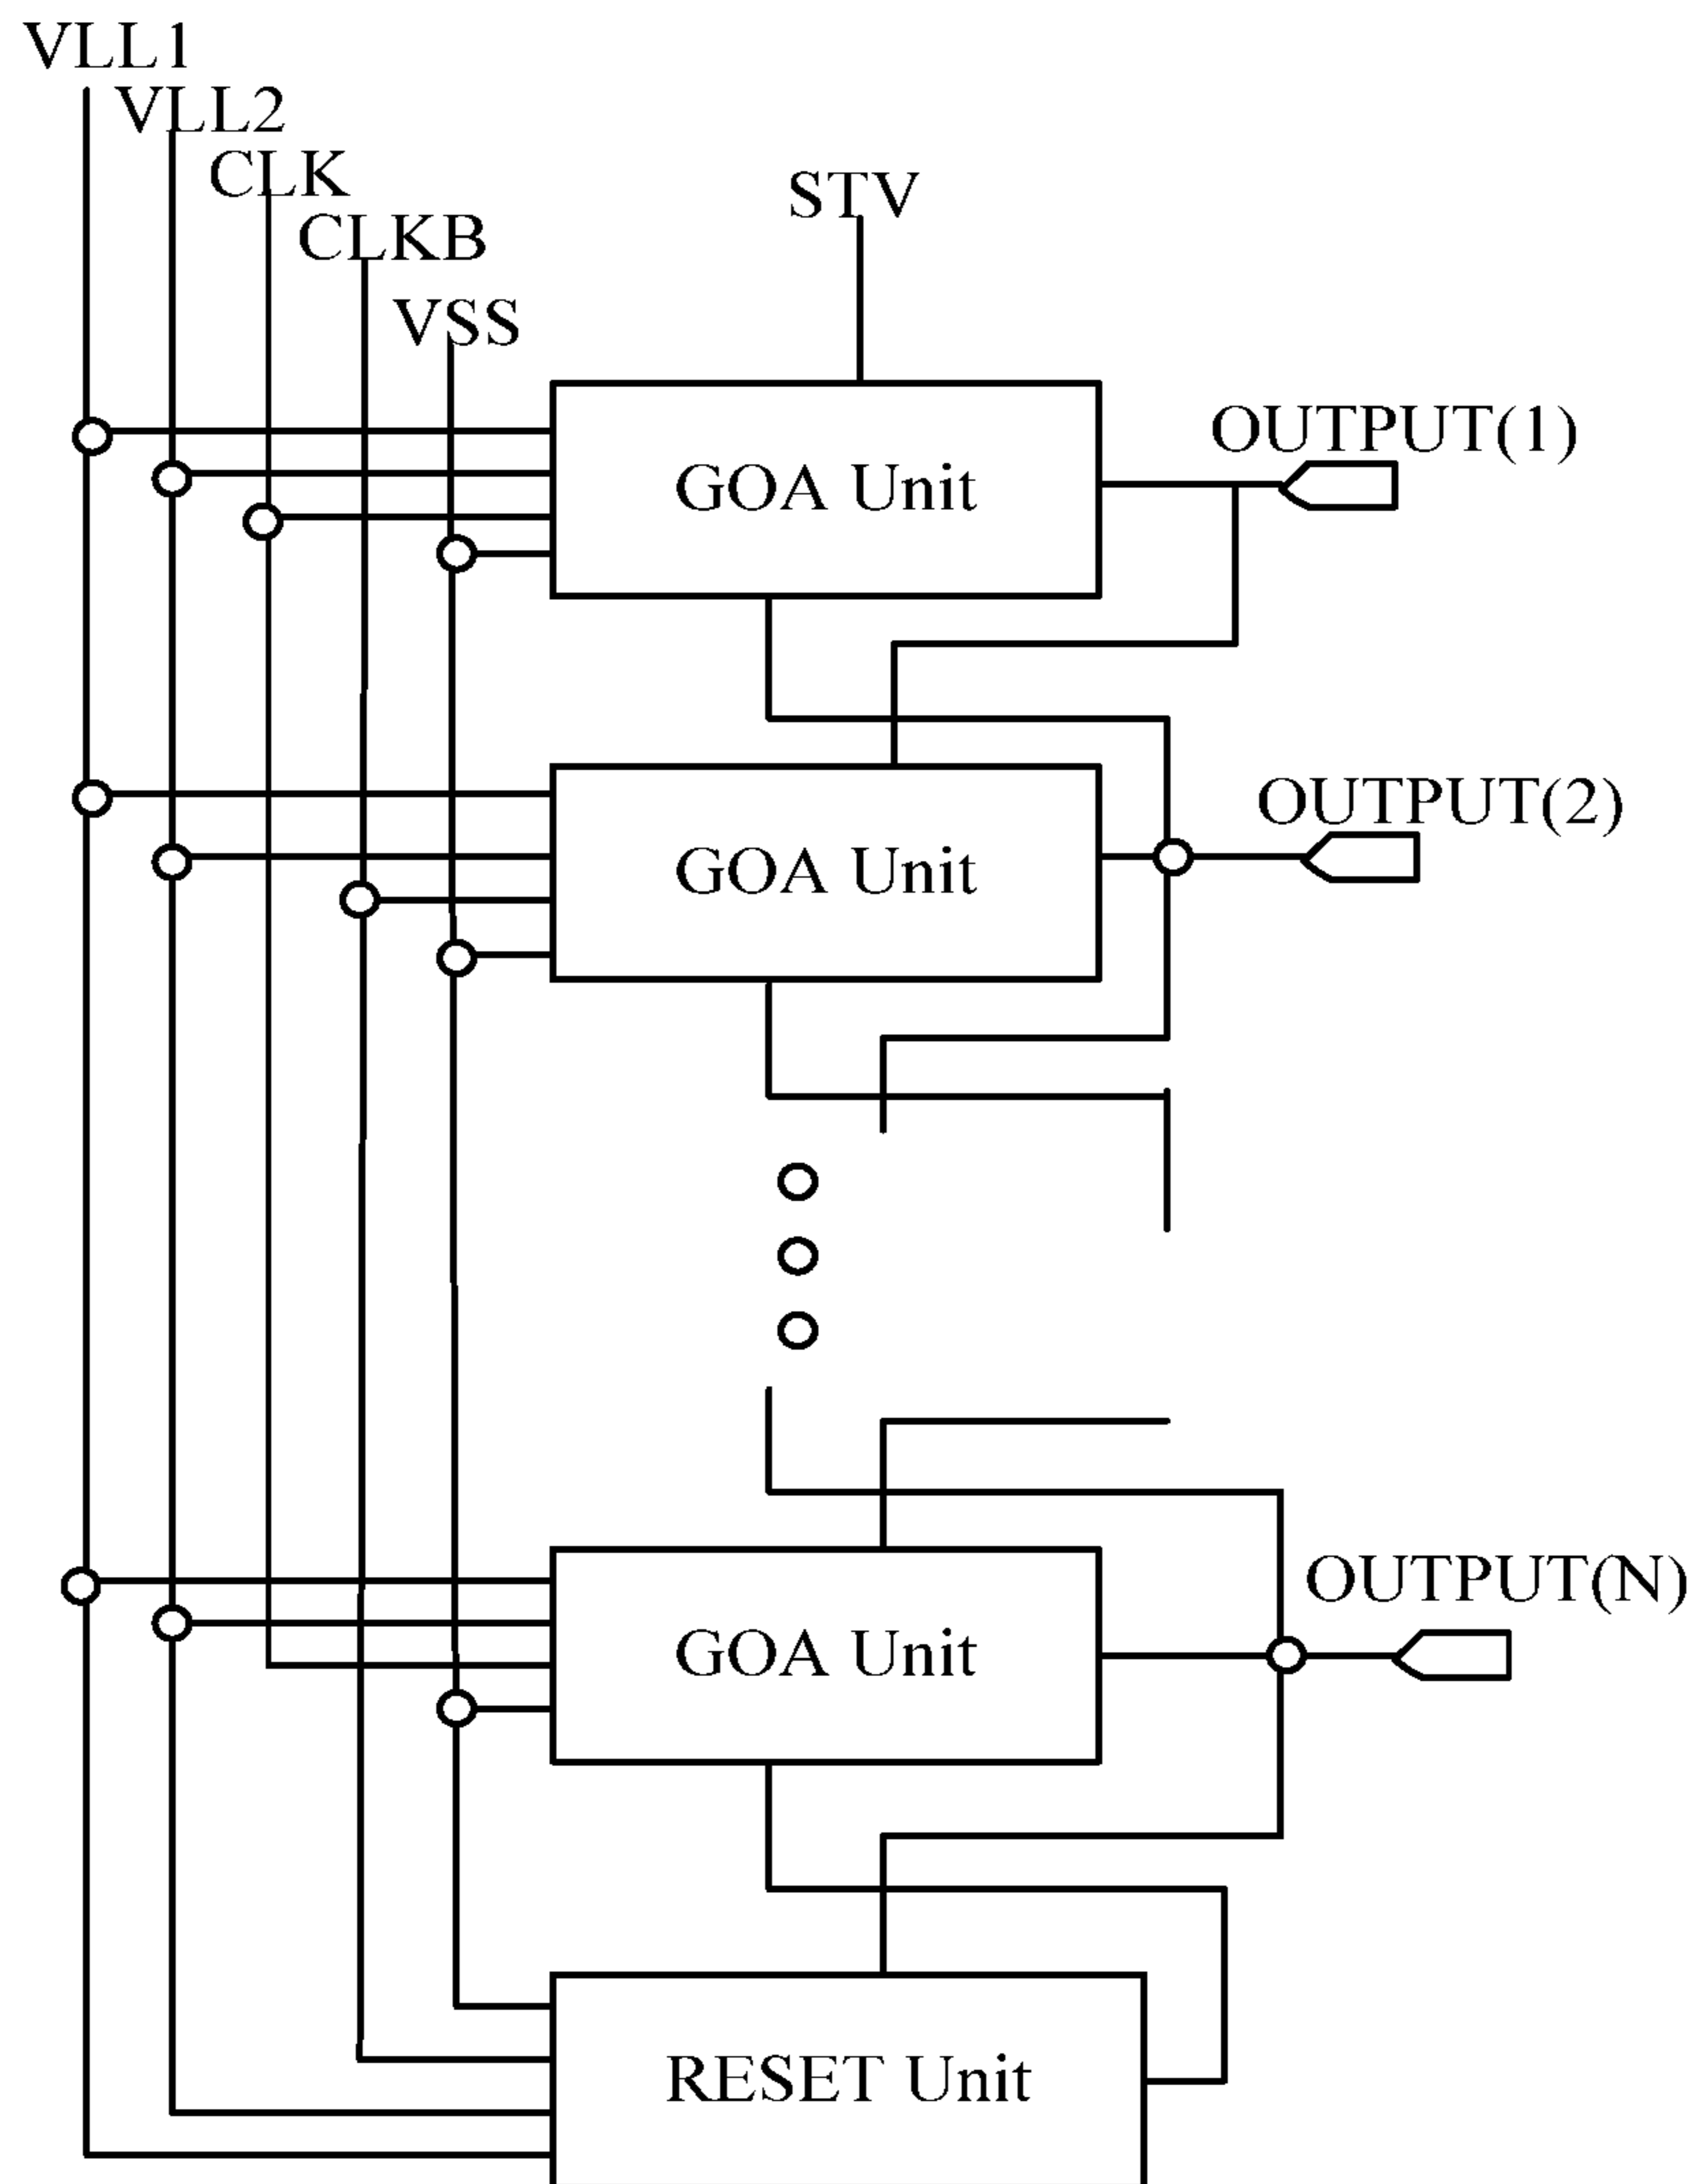 VLL1
VLL2
CLK
CLKB
VSS
STV
OUTPUT(1)
GOA Unit
OUTPUT(2)
GOA Unit
OUTPUT(N)
GOA Unit
RESET Unit